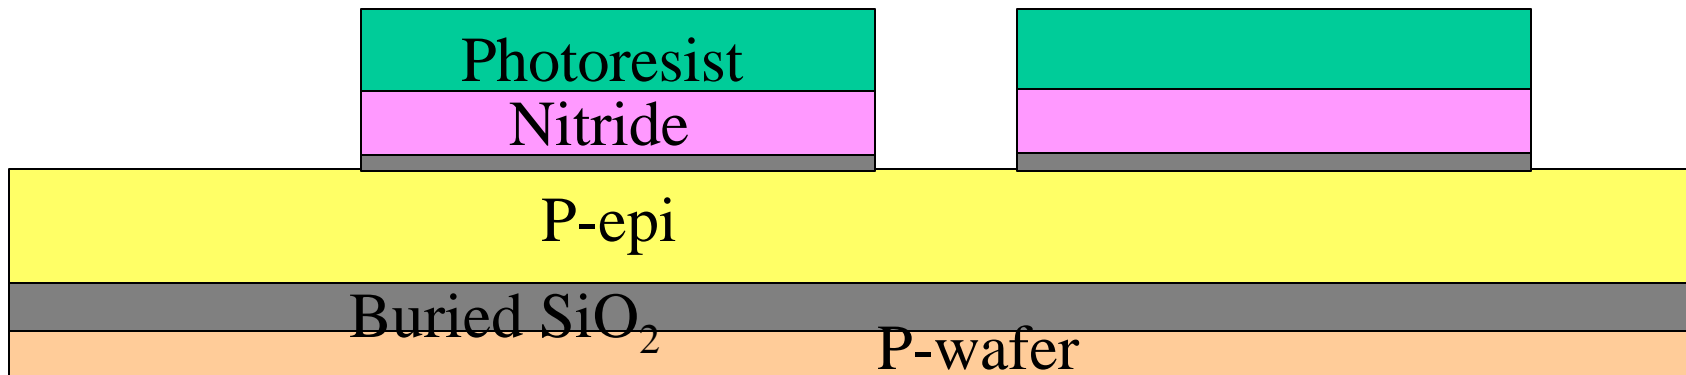 Photoresist
Nitride
P-epi
Buried SiO₂
P-wafer